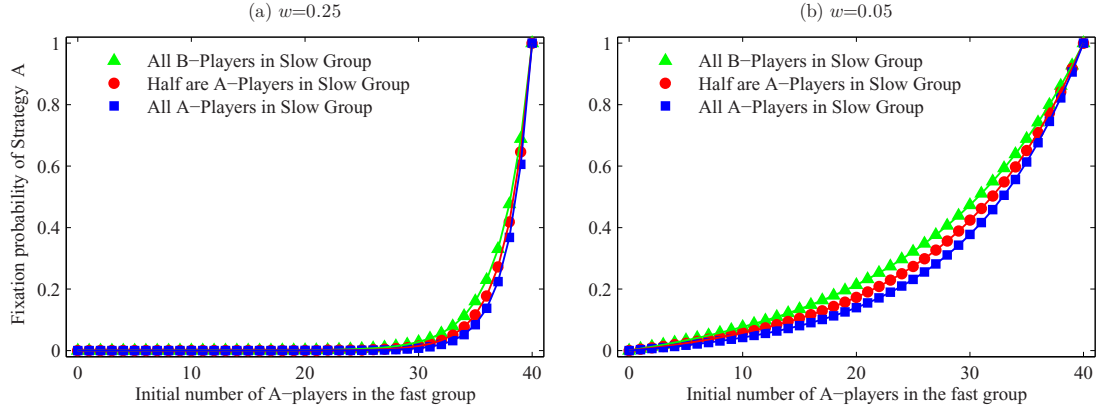 (a) w=0.25
1
0.8
0.6
0.4
0.2
0
0
10
20
30
40
Fixation probability of Strategy A
Initial number of A−players in the fast group
All B−Players in Slow Group
Half are A−Players in Slow Group
All A−Players in Slow Group
(b) w=0.05
1
0.8
0.6
0.4
0.2
0
0
10
20
30
40
Initial number of A−players in the fast group
All B−Players in Slow Group
Half are A−Players in Slow Group
All A−Players in Slow Group